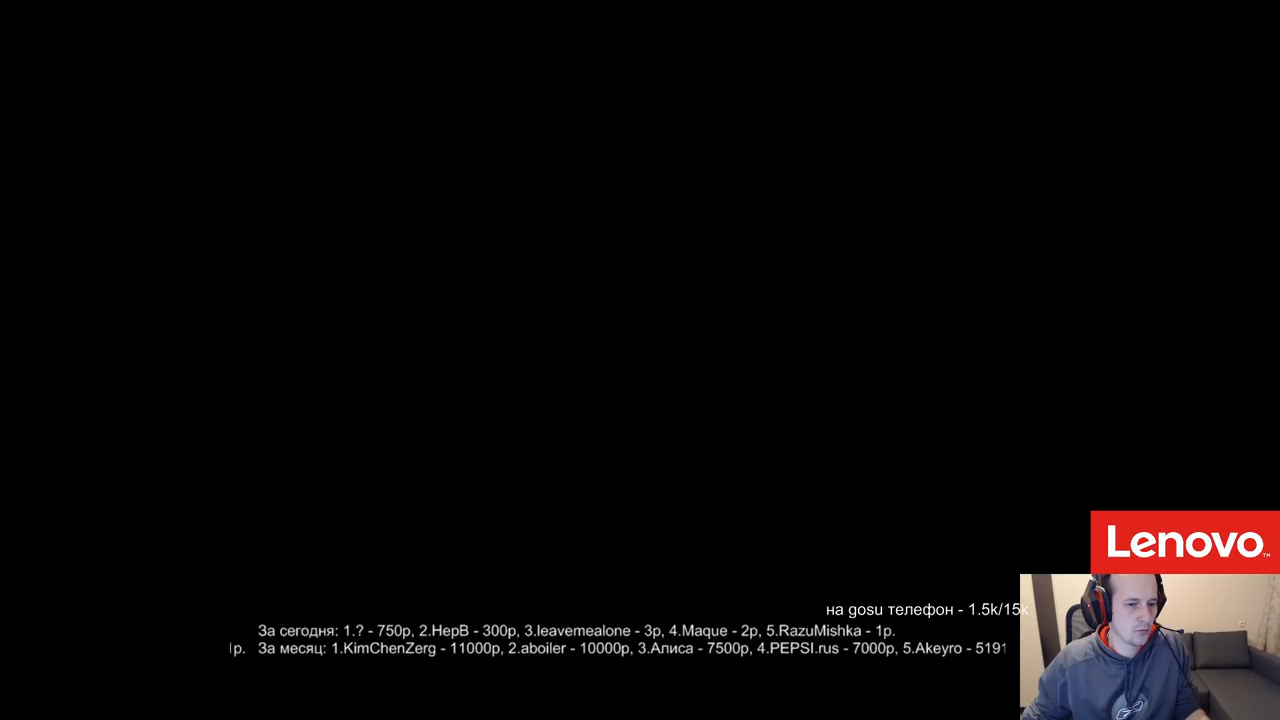 Lenovo
на gosu телефон - 1.5k/15k
За сегодня: 1.? - 750р, 2.НерВ - 300р, 3.leavemealone - 3р, 4.Maque - 2р, 5.RazuMishka - 1р.
р. За месяц: 1.KimChenZerg - 11000р, 2.aboiler - 10000р, 3.Алиса - 7500р, 4.PEPSI.rus - 7000р, 5.Akeyro - 5191